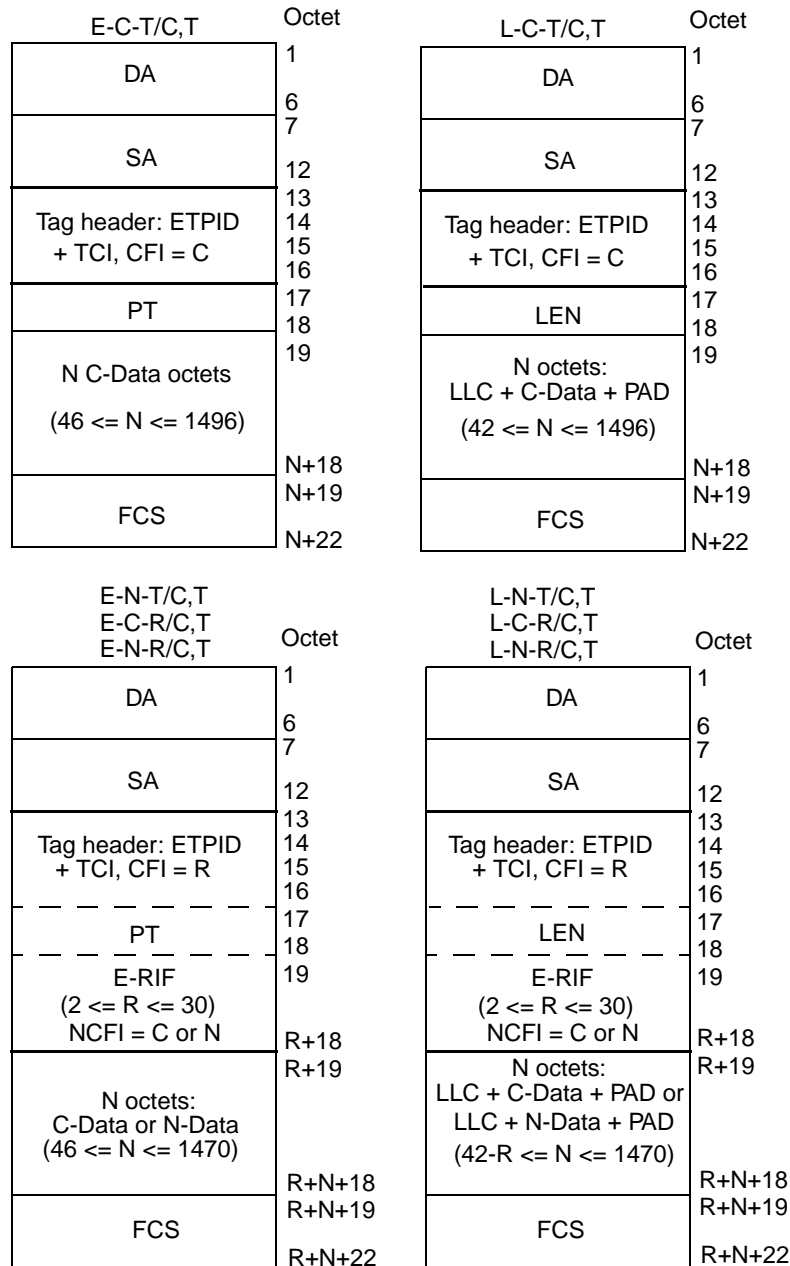 E-C-T/C,T
Octet
DA
1
6
SA
7
12
Tag header: ETPID
+ TCI, CFI = C
13
14
15
16
PT
17
18
N C-Data octets
(46 <= N <= 1496)
19
N+18
FCS
N+19
N+22
L-C-T/C,T
Octet
DA
1
6
SA
7
12
Tag header: ETPID
+ TCI, CFI = C
13
14
15
16
LEN
17
18
N octets:
LLC + C-Data + PAD
(42 <= N <= 1496)
19
N+18
FCS
N+19
N+22
E-N-T/C,T
E-C-R/C,T
E-N-R/C,T
Octet
DA
1
6
SA
7
12
Tag header: ETPID
+ TCI, CFI = R
13
14
15
16
PT
17
18
E-RIF
(2 <= R <= 30)
NCFI = C or N
19
R+18
N octets:
C-Data or N-Data
(46 <= N <= 1470)
R+19
R+N+18
FCS
R+N+19
R+N+22
L-N-T/C,T
L-C-R/C,T
L-N-R/C,T
Octet
DA
1
6
SA
7
12
Tag header: ETPID
+ TCI, CFI = R
13
14
15
16
LEN
17
18
E-RIF
(2 <= R <= 30)
NCFI = C or N
19
R+18
N octets:
LLC + C-Data + PAD or
LLC + N-Data + PAD
(42-R <= N <= 1470)
R+19
R+N+18
FCS
R+N+19
R+N+22